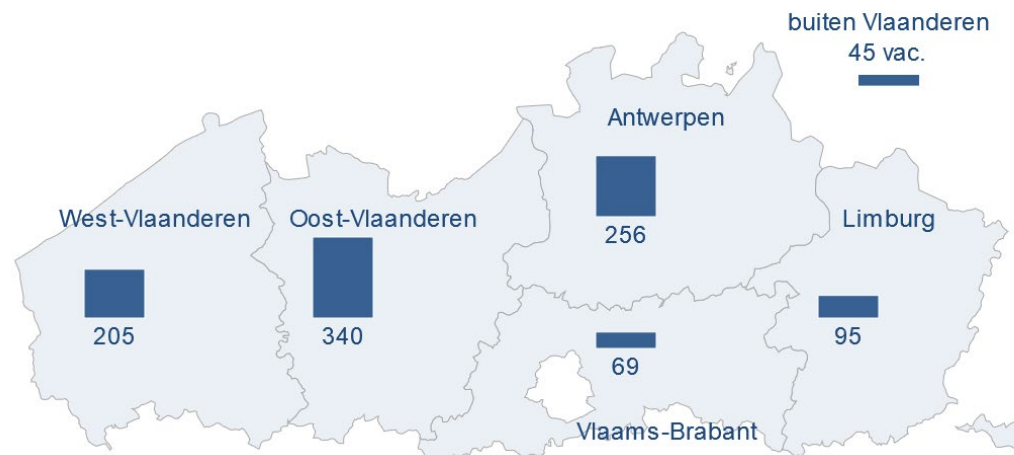 buiten Vlaanderen
45 vac.
Antwerpen
256
West-Vlaanderen
205
Oost-Vlaanderen
340
Limburg
95
69
Vlaams-Brabant